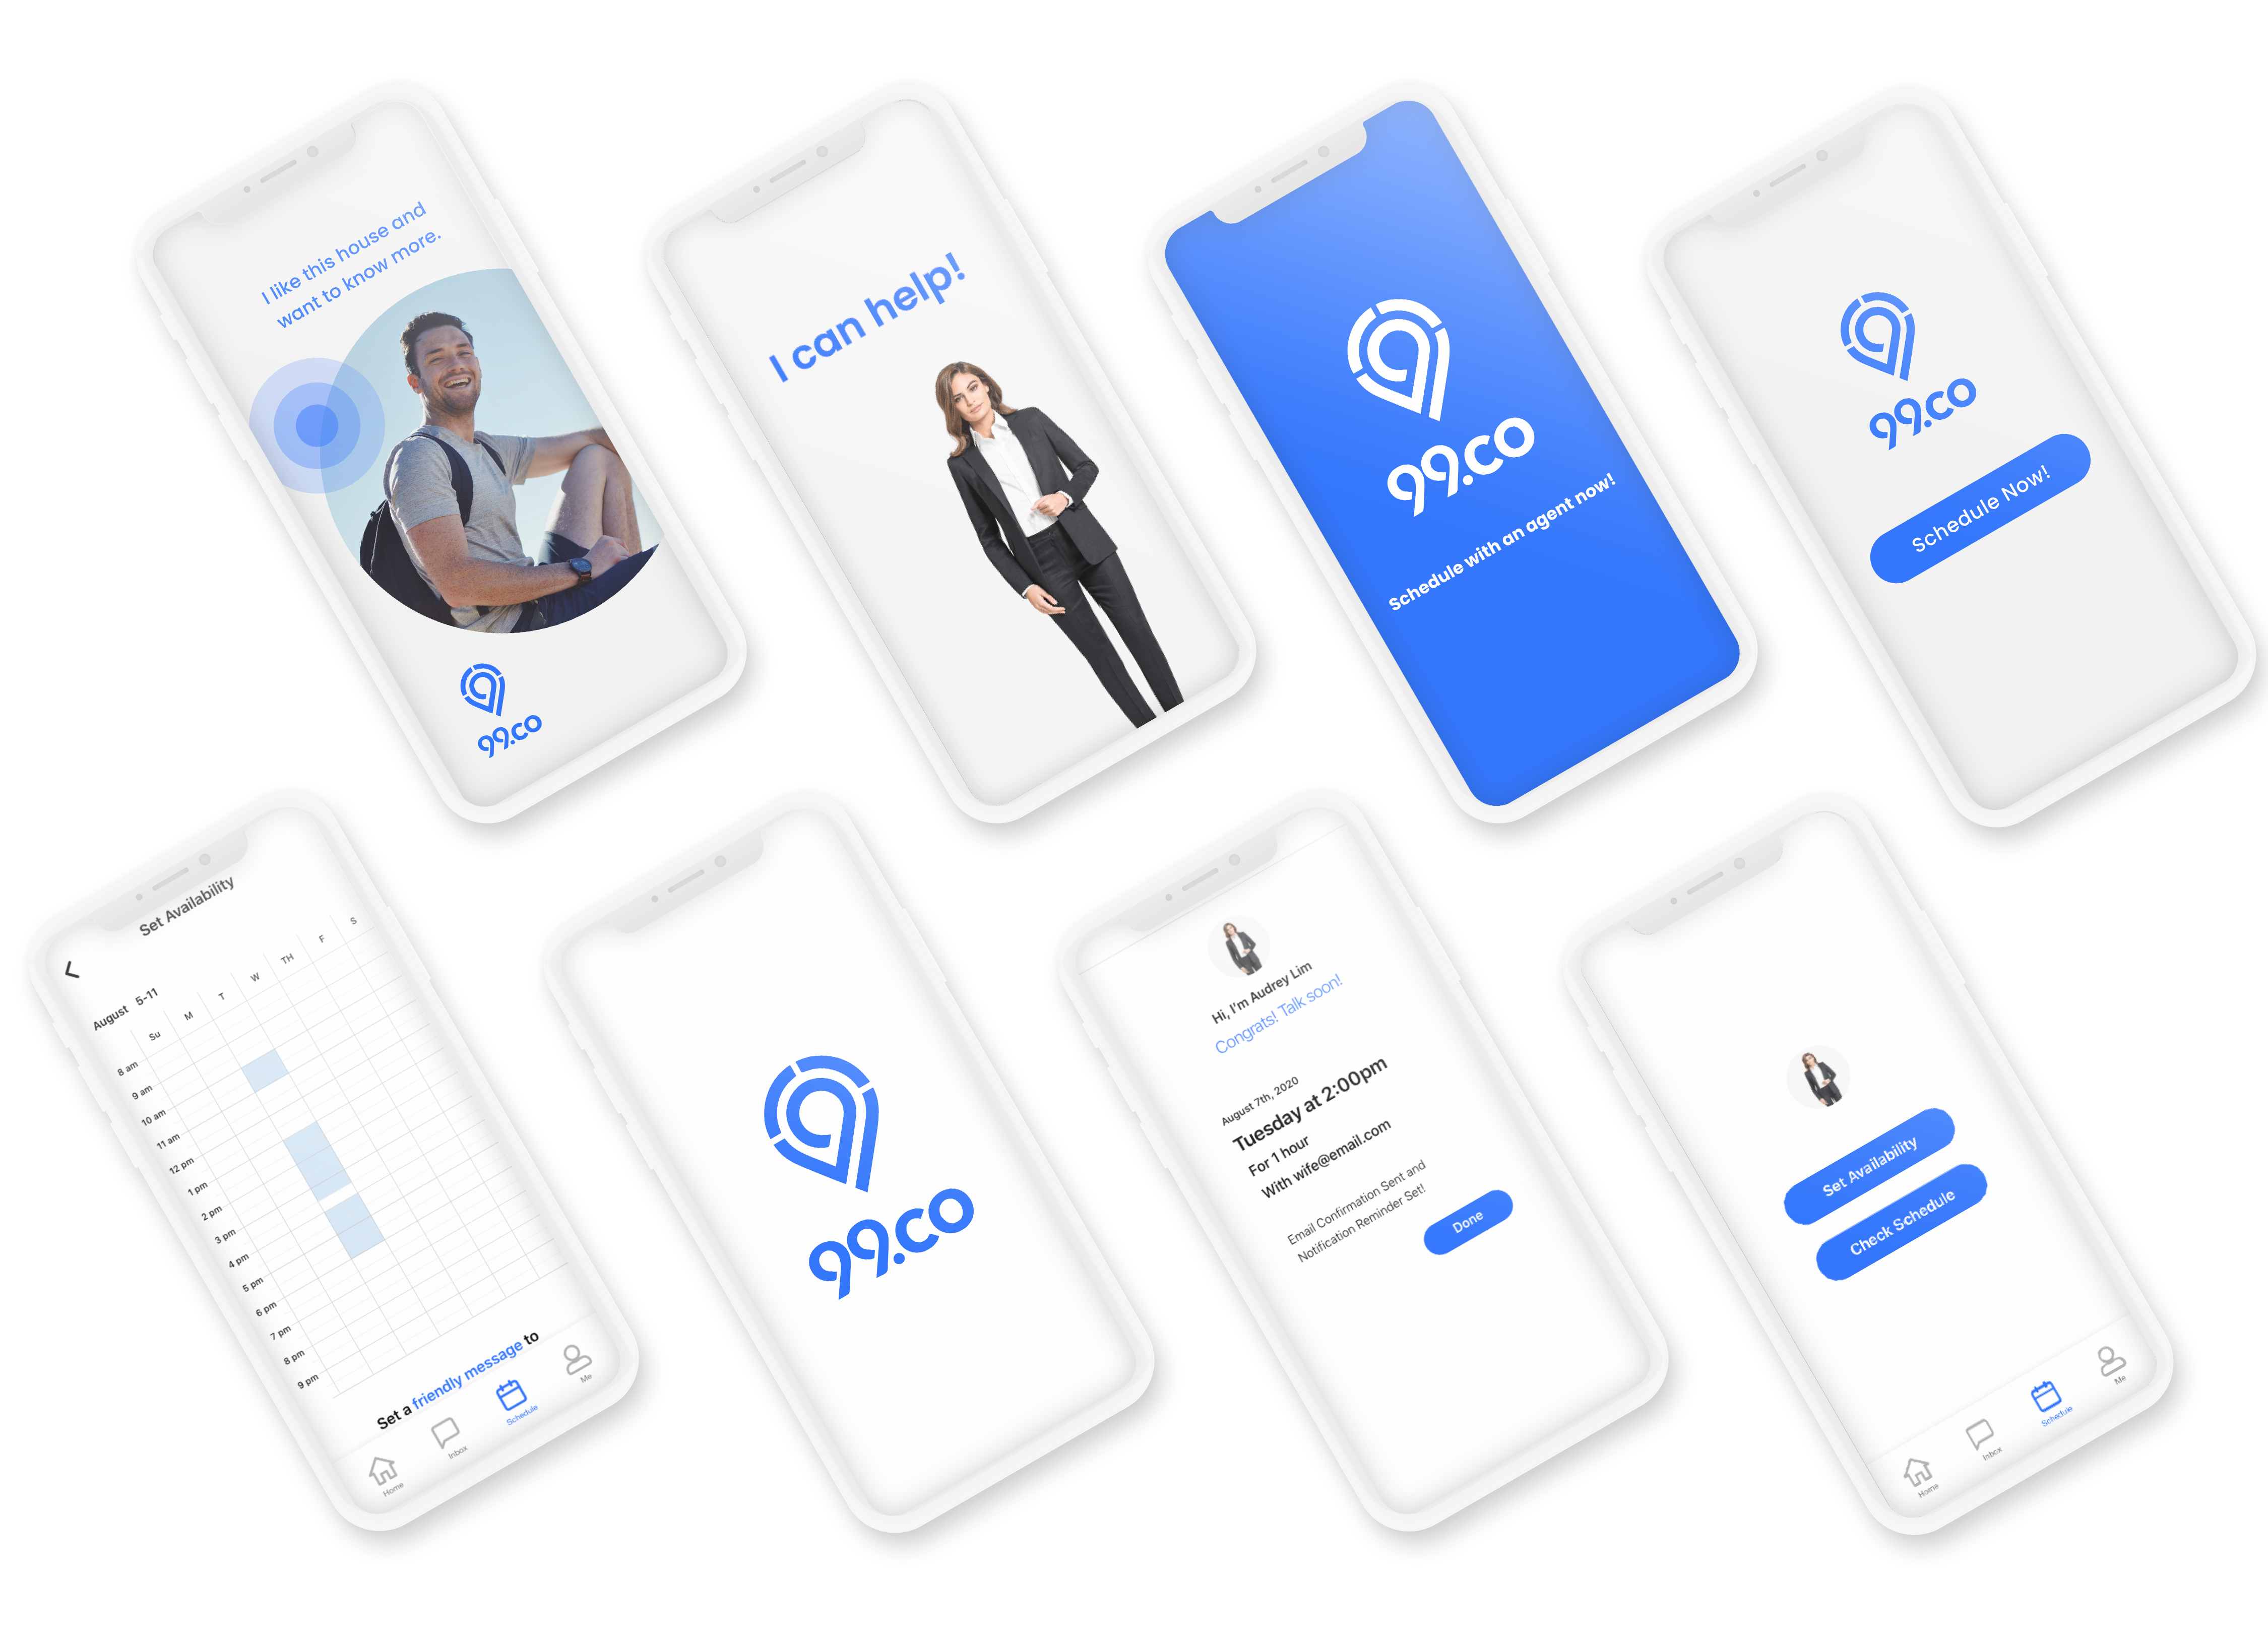 I like this house and
want to know more.
99.co
I can help!
99.co
Schedule with an agent now!
99.co
Schedule Now!
Set Availability
August 5-11
Su M T W TH F S
8 am
9 am
10 am
11 am
12 pm
1 pm
2 pm
3 pm
4 pm
5 pm
6 pm
7 pm
8 pm
9 pm
Set a friendly message to
Home Inbox Schedule Me
99.co
Hi, I'm Audrey Lim
Congrats! Talk soon!
August 7th, 2020
Tuesday at 2:00pm
For 1 hour
With wife@email.com
Email Confirmation Sent and
Notification Reminder Set!
Done
Set Availability
Check Schedule
Home Inbox Schedule Me